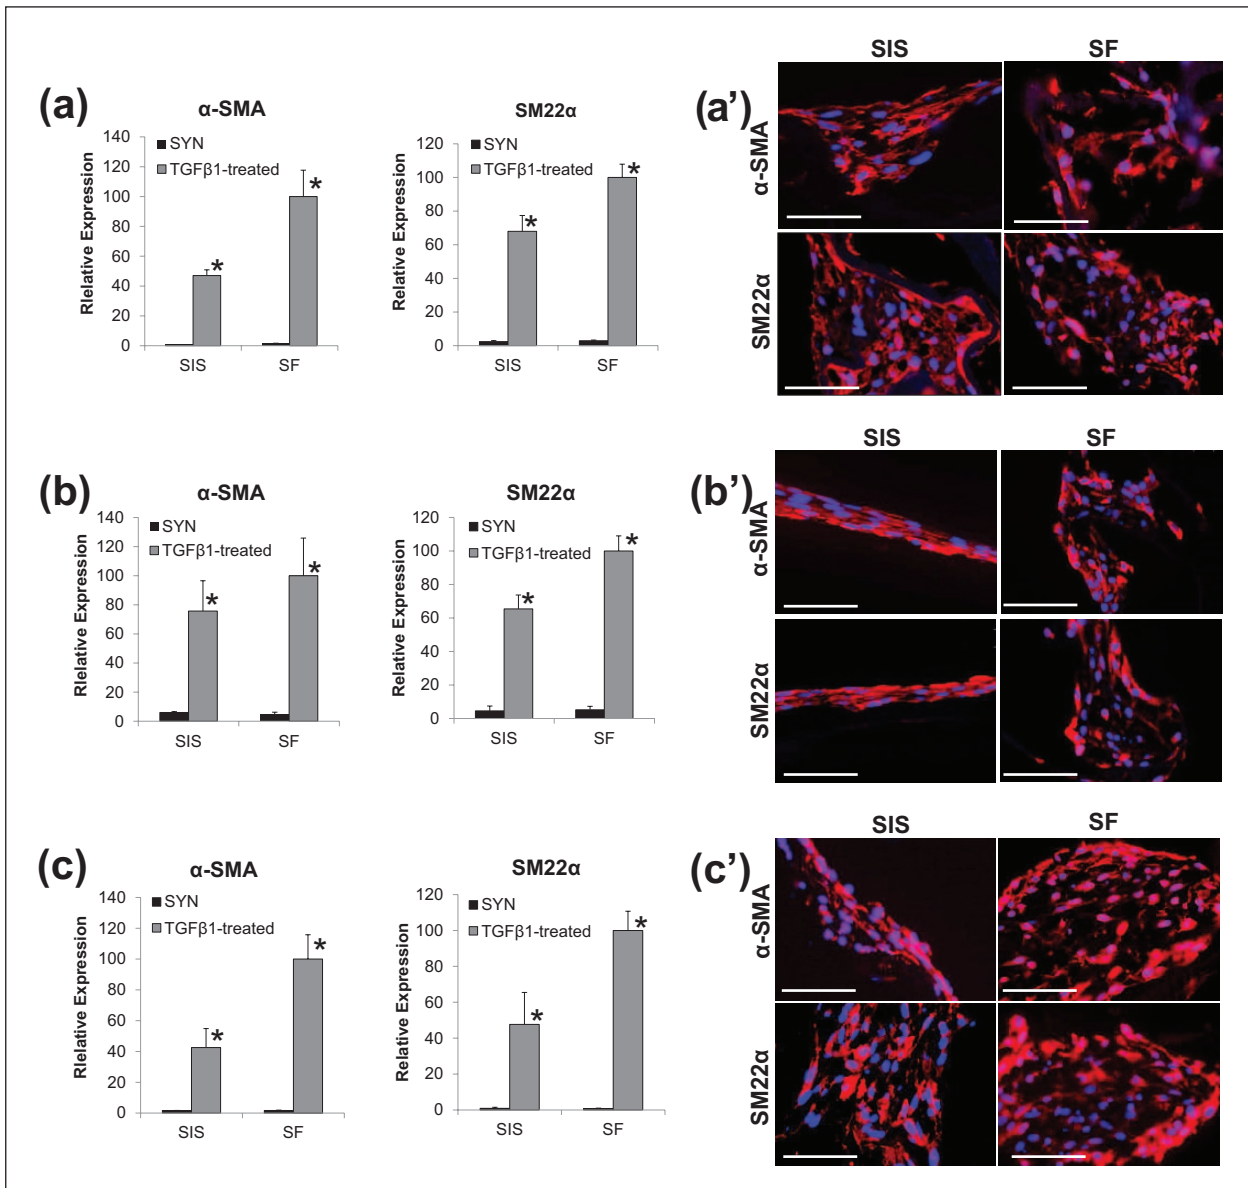 (a)
α-SMA
Rlelative Expression
140
120
100
80
60
40
20
0
SYN
TGFβ1-treated
*
*
SIS
SF
SM22α
Relative Expression
120
100
80
60
40
20
0
SYN
TGFβ1-treated
*
*
SIS
SF
(a’)
SIS
SF
α-SMA
SM22α
(b)
α-SMA
Rlelative Expression
140
120
100
80
60
40
20
0
SYN
TGFβ1-treated
*
*
SIS
SF
SM22α
Relative Expression
120
100
80
60
40
20
0
SYN
TGFβ1-treated
*
*
SIS
SF
(b’)
SIS
SF
α-SMA
SM22α
(c)
α-SMA
Rlelative Expression
140
120
100
80
60
40
20
0
SYN
TGFβ1-treated
*
*
SIS
SF
SM22α
Relative Expression
120
100
80
60
40
20
0
SYN
TGFβ1-treated
*
*
SIS
SF
(c’)
SIS
SF
α-SMA
SM22α